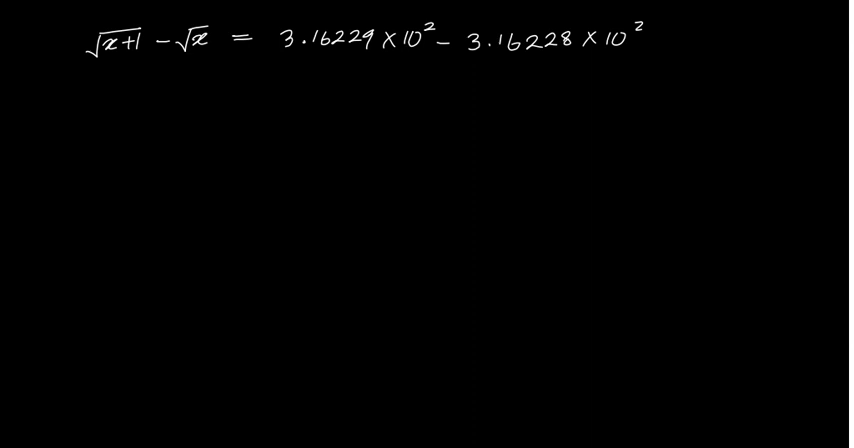 √x+1 − √x = 3.16229 × 10² − 3.16228 × 10²